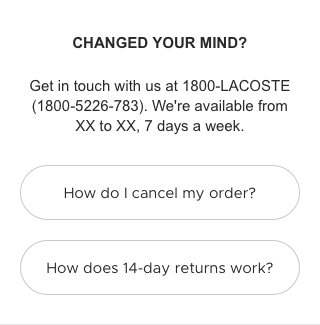 CHANGED YOUR MIND?
Get in touch with us at 1800-LACOSTE
(1800-5226-783). We're available from
XX to XX, 7 days a week.
How do I cancel my order?
How does 14-day returns work?